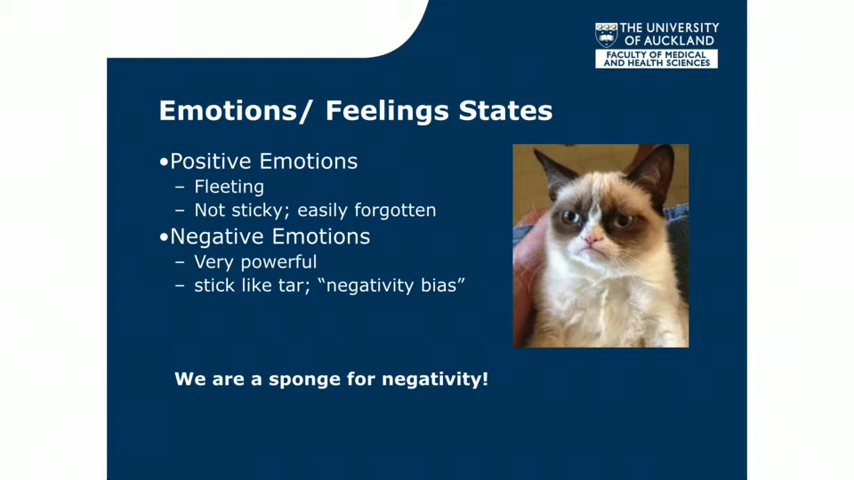 THE UNIVERSITY
OF AUCKLAND
FACULTY OF MEDICAL
AND HEALTH SCIENCES
Emotions/ Feelings States
•Positive Emotions
– Fleeting
– Not sticky; easily forgotten
•Negative Emotions
– Very powerful
– stick like tar; “negativity bias”
We are a sponge for negativity!